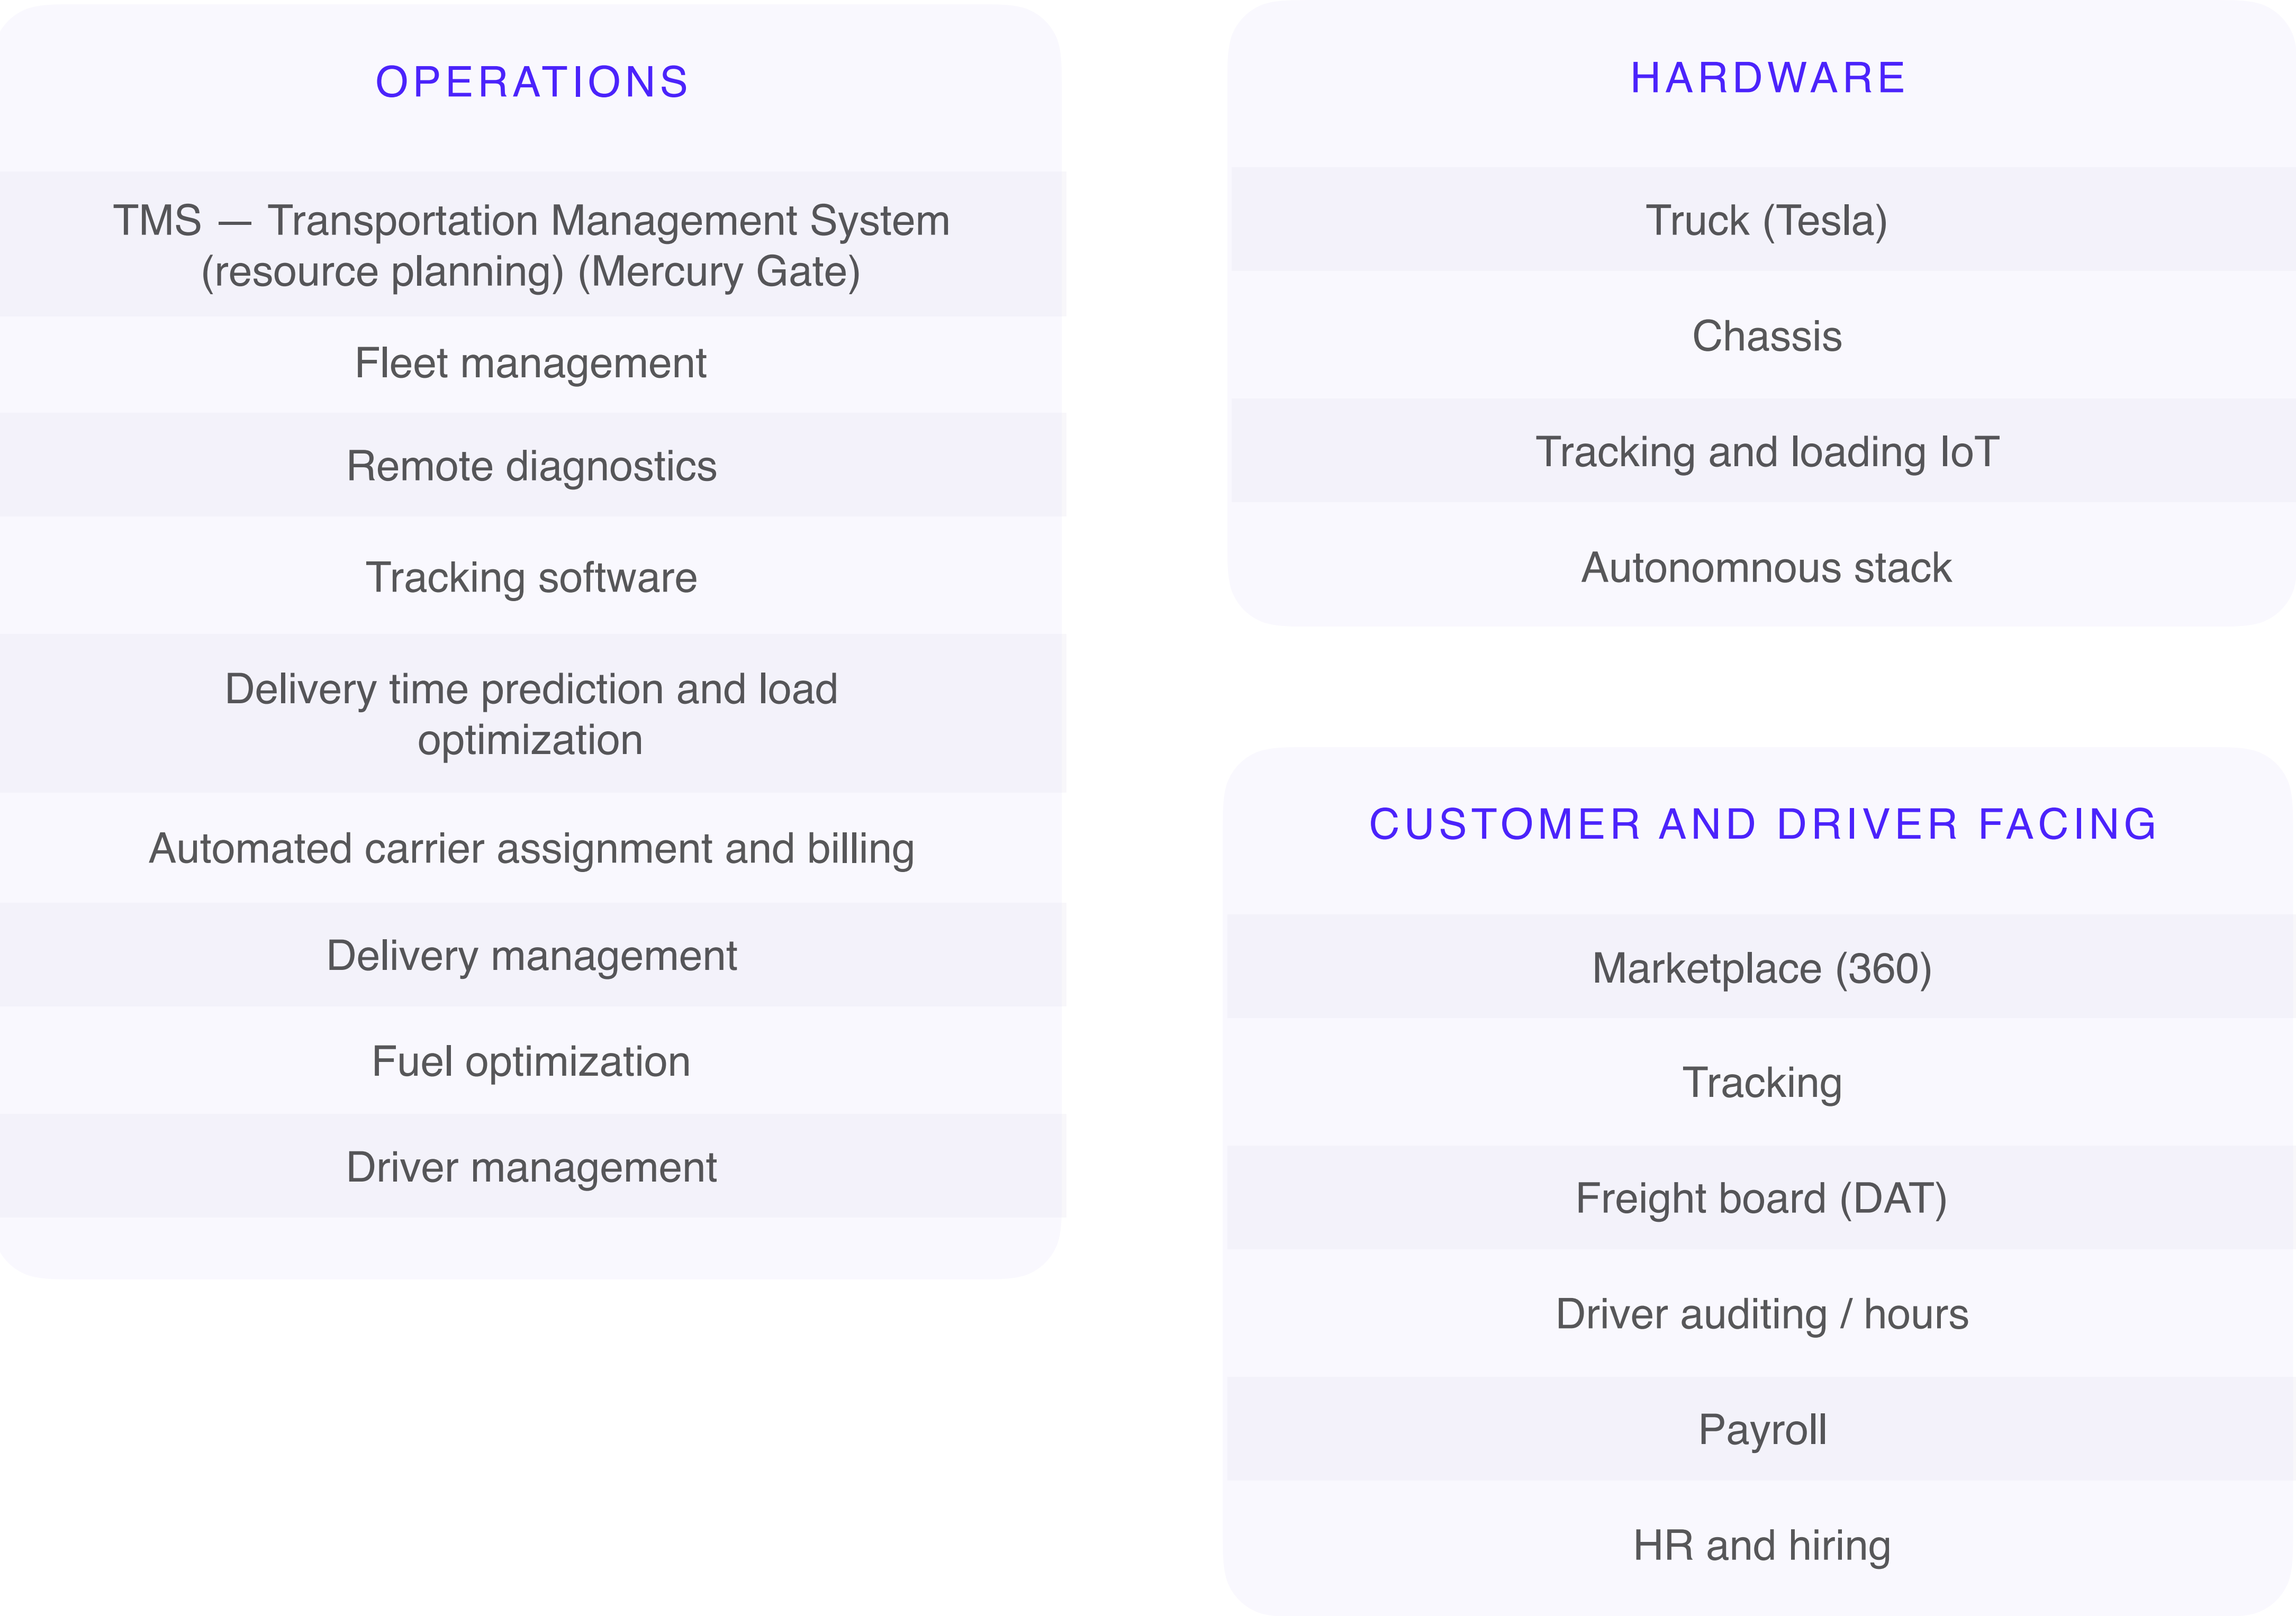 OPERATIONS
TMS — Transportation Management System
(resource planning) (Mercury Gate)
Fleet management
Remote diagnostics
Tracking software
Delivery time prediction and load
optimization
Automated carrier assignment and billing
Delivery management
Fuel optimization
Driver management
HARDWARE
Truck (Tesla)
Chassis
Tracking and loading IoT
Autonomnous stack
CUSTOMER AND DRIVER FACING
Marketplace (360)
Tracking
Freight board (DAT)
Driver auditing / hours
Payroll
HR and hiring